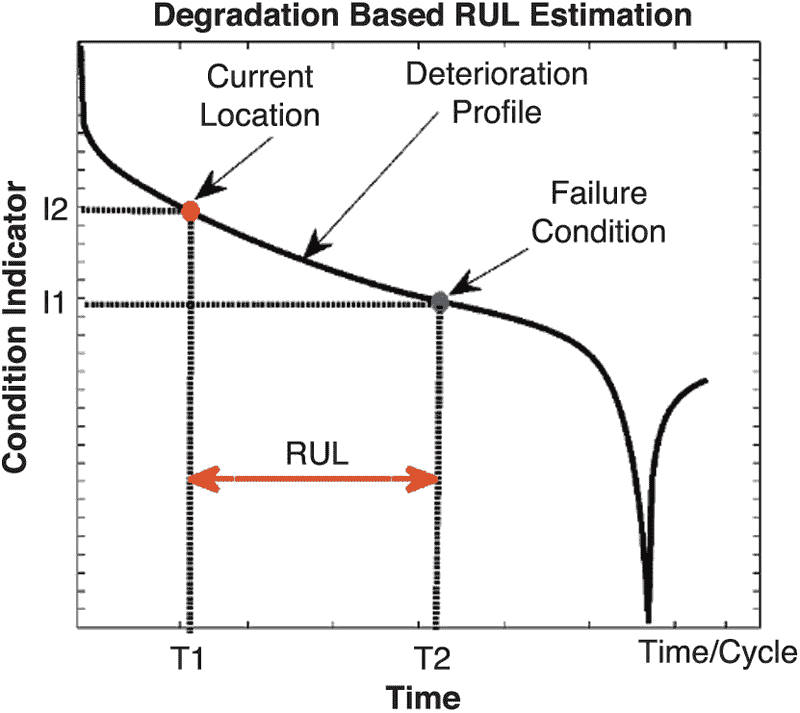 Degradation Based RUL Estimation
Current
Location
Deterioration
Profile
Failure
Condition
Condition Indicator
I2
I1
RUL
T1
T2
Time/Cycle
Time